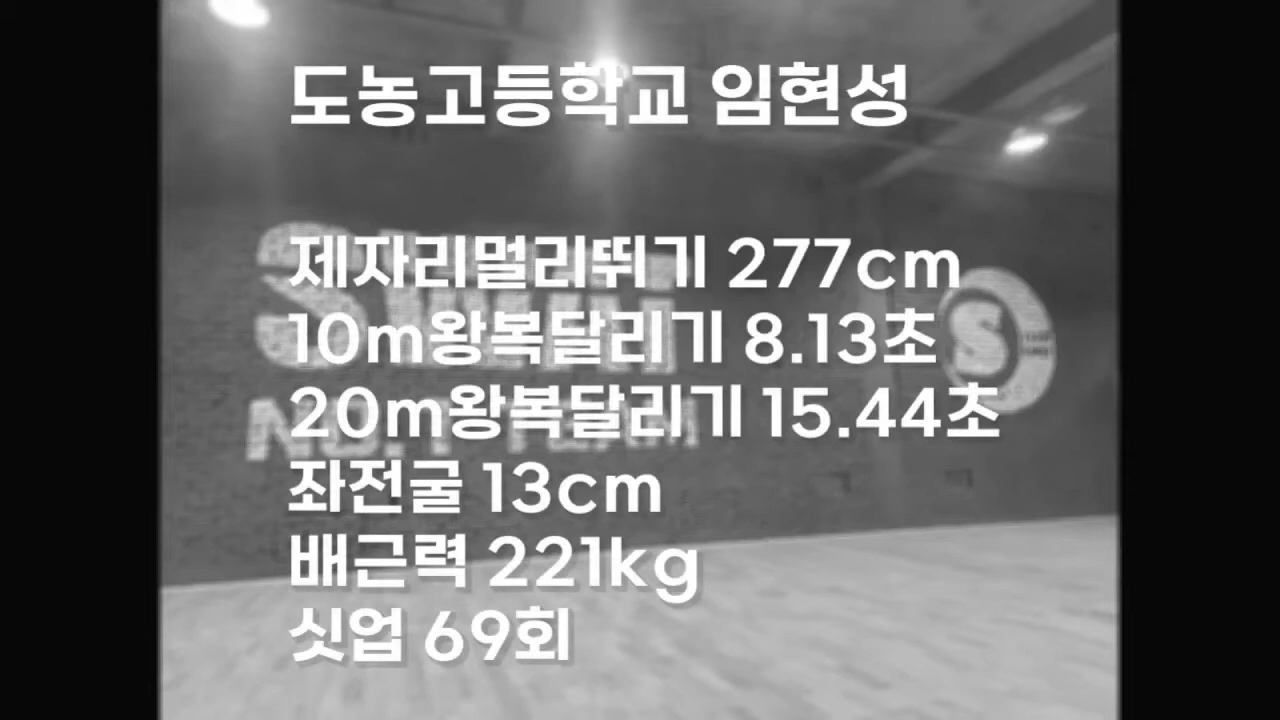 도농고등학교 임현성
제자리멀리뛰기 277cm
10m왕복달리기 8.13초
20m왕복달리기 15.44초
좌전굴 13cm
배근력 221kg
싯업 69회
S